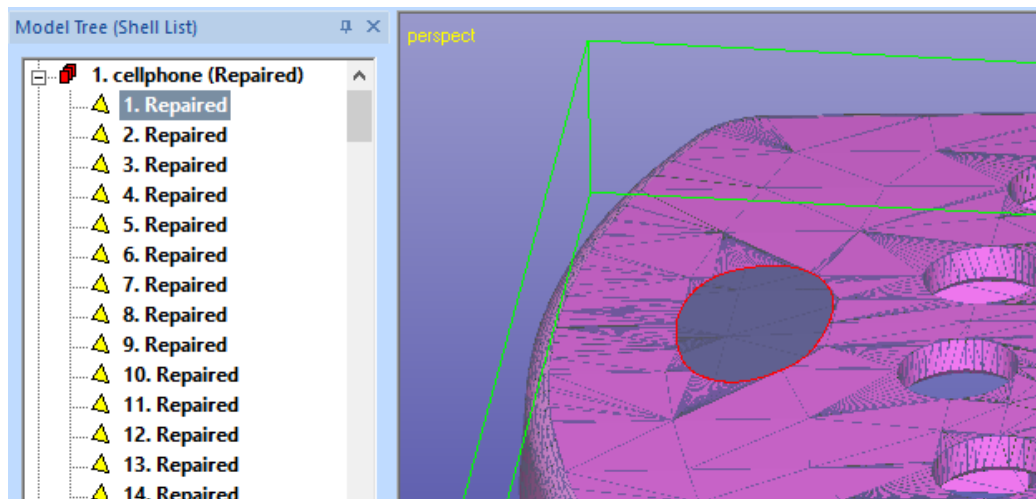 Model Tree (Shell List)
1. cellphone (Repaired)
1. Repaired
2. Repaired
3. Repaired
4. Repaired
5. Repaired
6. Repaired
7. Repaired
8. Repaired
9. Repaired
10. Repaired
11. Repaired
12. Repaired
13. Repaired
14. Repaired
perspect